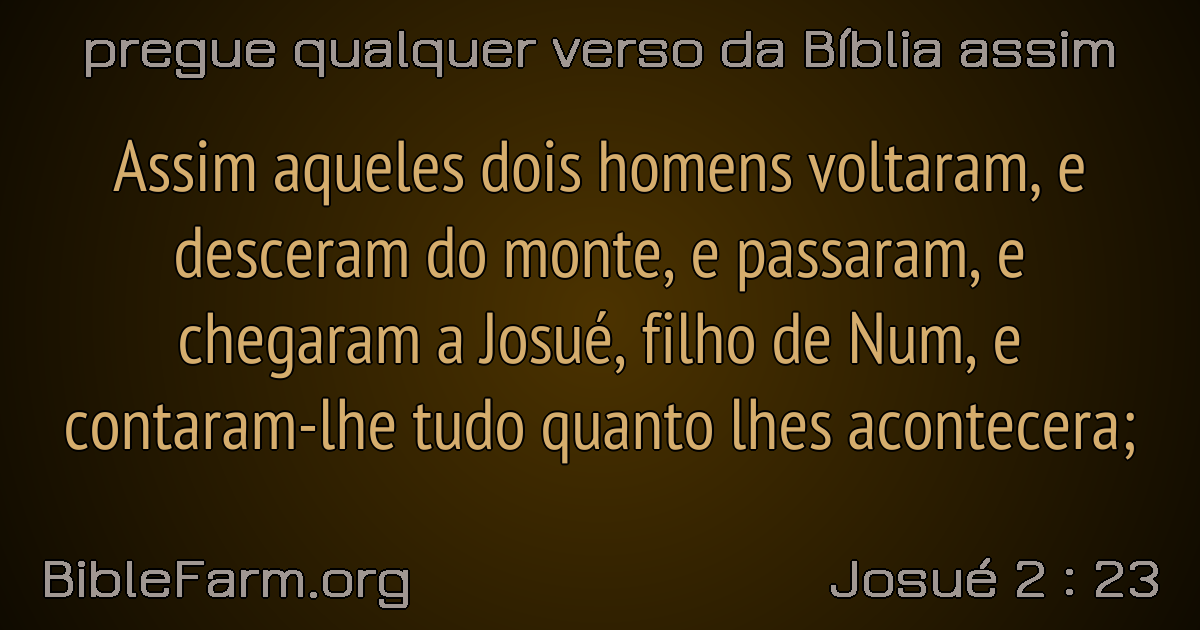 pregue qualquer verso da Bíblia assim
Assim aqueles dois homens voltaram, e
desceram do monte, e passaram, e
chegaram a Josué, filho de Num, e
contaram-lhe tudo quanto lhes acontecera;
BibleFarm.org
Josué 2 : 23